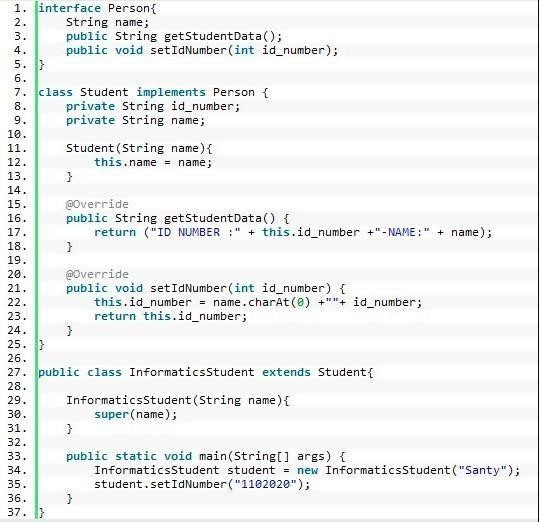 1. interface Person{
2.     String name;
3.     public String getStudentData();
4.     public void setIdNumber(int id_number);
5. }
6.
7. class Student implements Person {
8.     private String id_number;
9.     private String name;
10.
11.     Student(String name){
12.         this.name = name;
13.     }
14.
15.     @Override
16.     public String getStudentData() {
17.         return ("ID NUMBER :" + this.id_number +"-NAME:" + name);
18.     }
19.
20.     @Override
21.     public void setIdNumber(int id_number) {
22.         this.id_number = name.charAt(0) +""+ id_number;
23.         return this.id_number;
24.     }
25. }
26.
27. public class InformaticsStudent extends Student{
28.
29.     InformaticsStudent(String name){
30.         super(name);
31.     }
32.
33.     public static void main(String[] args) {
34.         InformaticsStudent student = new InformaticsStudent("Santy");
35.         student.setIdNumber("1102020");
36.     }
37. }